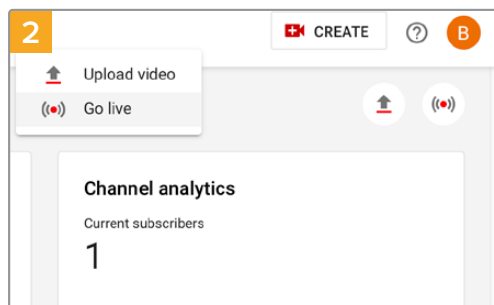 2
CREATE
B
Upload video
Go live
Channel analytics
Current subscribers
1